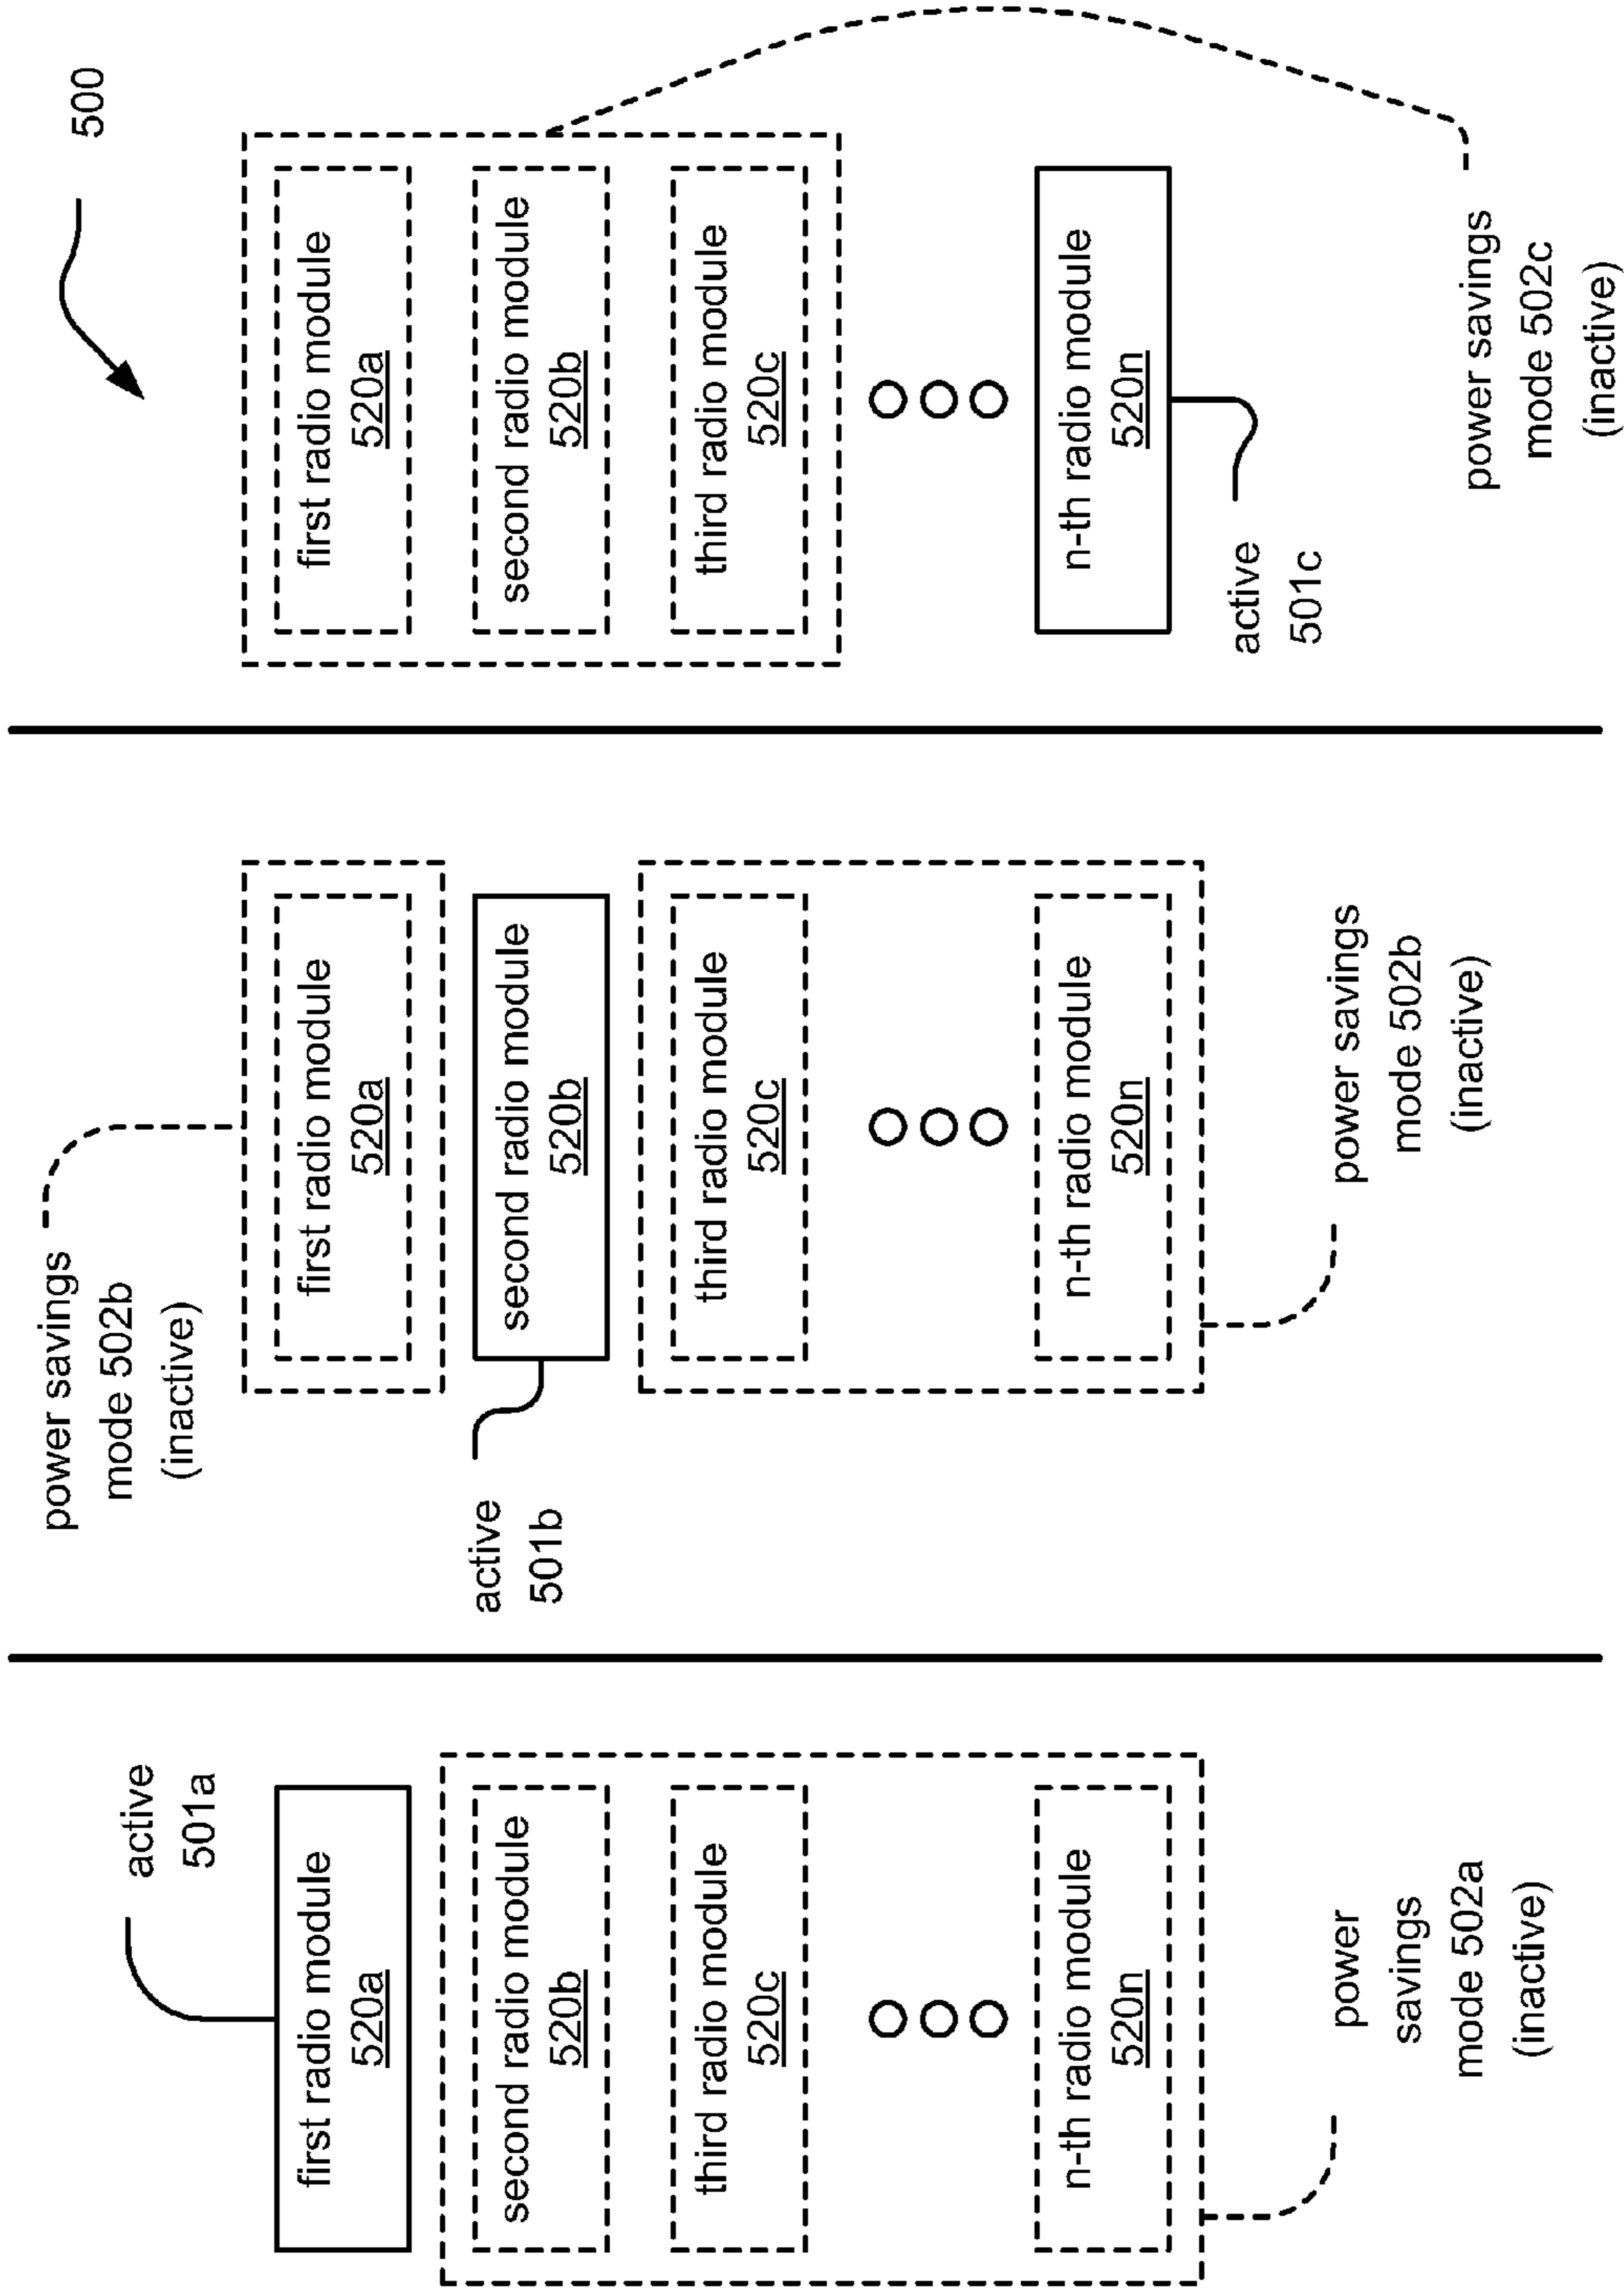 active
501a
first radio module
520a
second radio module
520b
third radio module
520c
n-th radio module
520n
power
savings
mode 502a
(inactive)
power savings
mode 502b
(inactive)
first radio module
520a
active
501b
second radio module
520b
third radio module
520c
n-th radio module
520n
power savings
mode 502b
(inactive)
500
first radio module
520a
second radio module
520b
third radio module
520c
n-th radio module
520n
active
501c
power savings
mode 502c
(inactive)